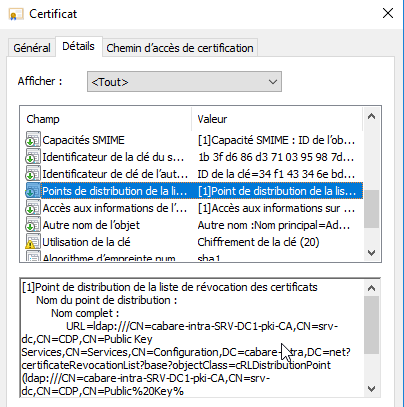 Certificat
Général
Détails
Chemin d'accès de certification
Afficher :
<Tout>
Champ
Valeur
Capacités SMIME
[1]Capacité SMIME : ID de l'ob...
Identificateur de la clé du s...
1b 3f d6 86 d3 71 03 95 98 7d...
Identificateur de la clé de l'aut...
ID de la clé=34 f1 43 34 6e bd...
Points de distribution de la li...
[1]Point de distribution de la lis...
Accès aux informations de l'...
[1]Accès aux informations sur ...
Autre nom de l'objet
Autre nom :Nom principal=Ad...
Utilisation de la clé
Chiffrement de la clé (20)
Algorithme d'empreinte num...
sha1
[1]Point de distribution de la liste de révocation des certificats
Nom du point de distribution :
Nom complet :
URL=ldap:///CN=cabare-intra-SRV-DC1-pki-CA,CN=srv-
dc,CN=CDP,CN=Public Key
Services,CN=Services,CN=Configuration,DC=cabare-intra,DC=net?
certificateRevocationList?base?objectClass=cRLDistributionPoint
(ldap:///CN=cabare-intra-SRV-DC1-pki-CA,CN=srv-
dc,CN=CDP,CN=Public%20Key%